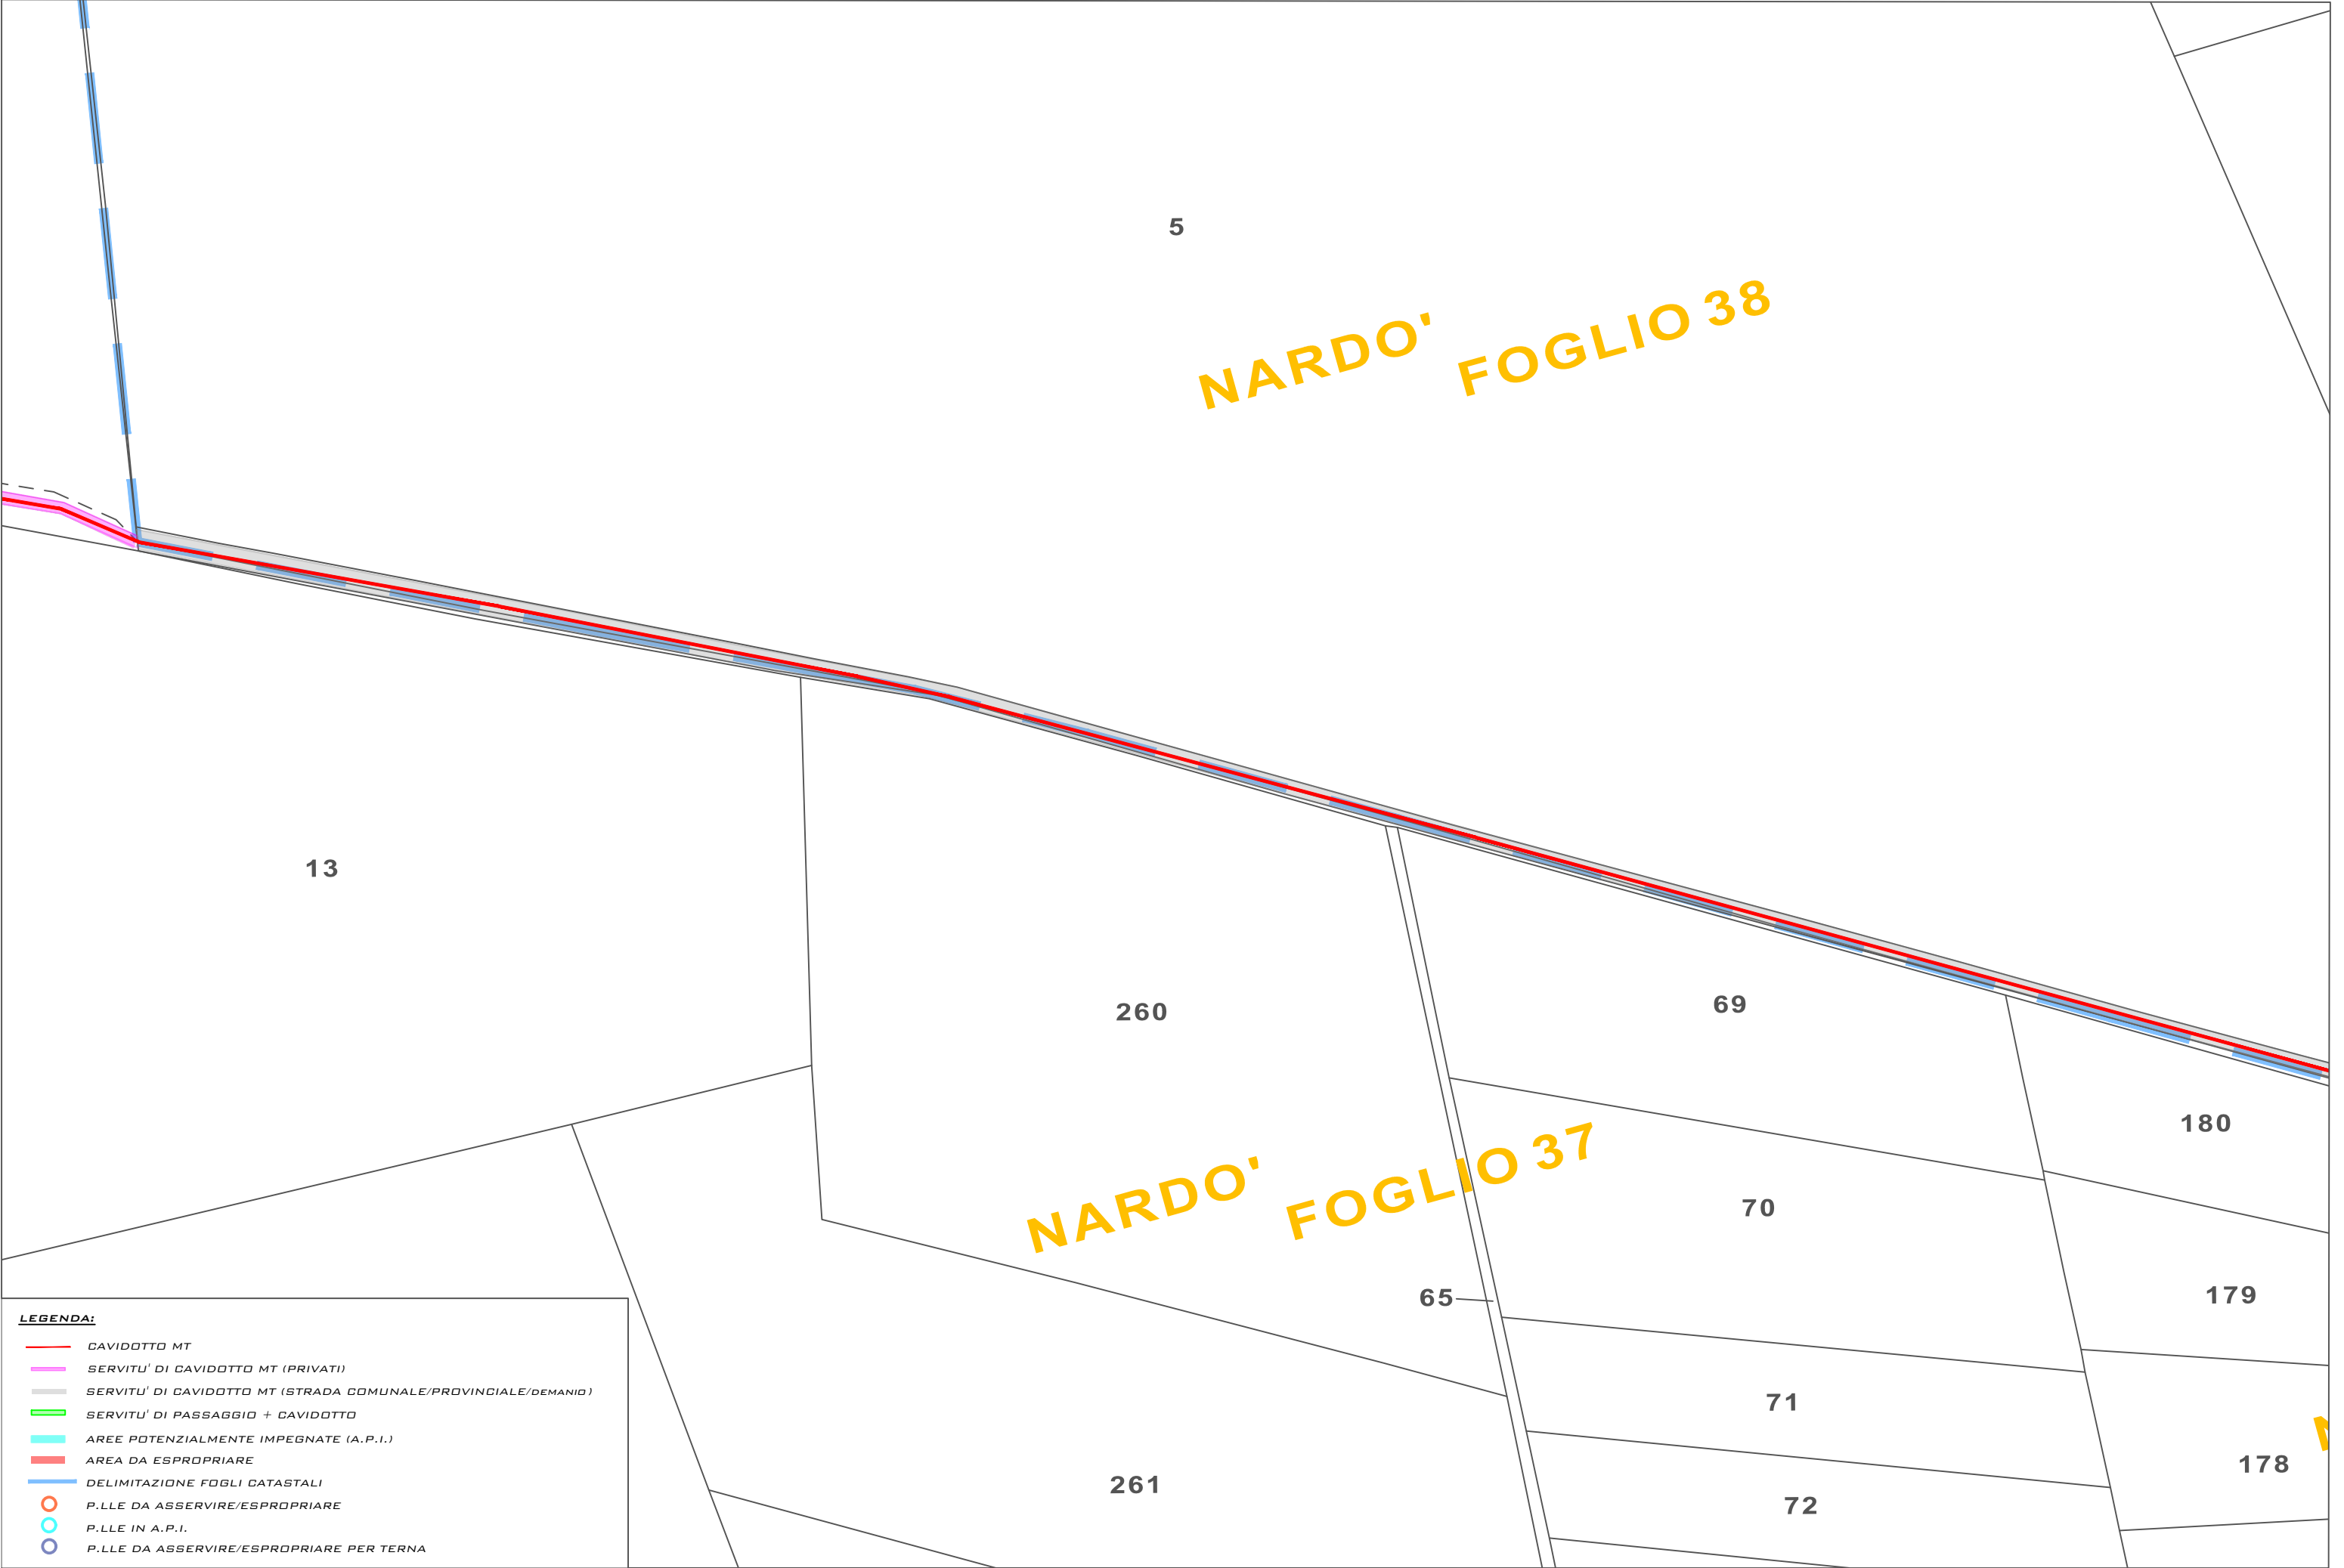 5
NARDO' FOGLIO 38
13
260
69
180
NARDO' FOGLIO 37
70
65
179
71
178
261
72
LEGENDA:
CAVIDOTTO MT
SERVITU' DI CAVIDOTTO MT (PRIVATI)
SERVITU' DI CAVIDOTTO MT (STRADA COMUNALE/PROVINCIALE/DEMANIO)
SERVITU' DI PASSAGGIO + CAVIDOTTO
AREE POTENZIALMENTE IMPEGNATE (A.P.I.)
AREA DA ESPROPRIARE
DELIMITAZIONE FOGLI CATASTALI
P.LLE DA ASSERVIRE/ESPROPRIARE
P.LLE IN A.P.I.
P.LLE DA ASSERVIRE/ESPROPRIARE PER TERNA